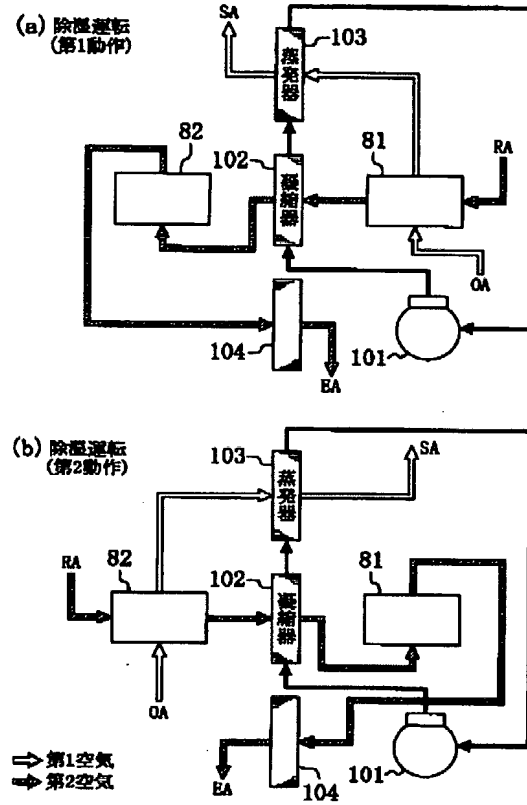 (a) 除湿運転
(第1動作)
SA
103
蒸発器
82
102
凝縮器
81
RA
OA
104
EA
101
(b) 除湿運転
(第2動作)
103
蒸発器
SA
RA
82
102
凝縮器
81
OA
EA
104
101
第1空気
第2空気